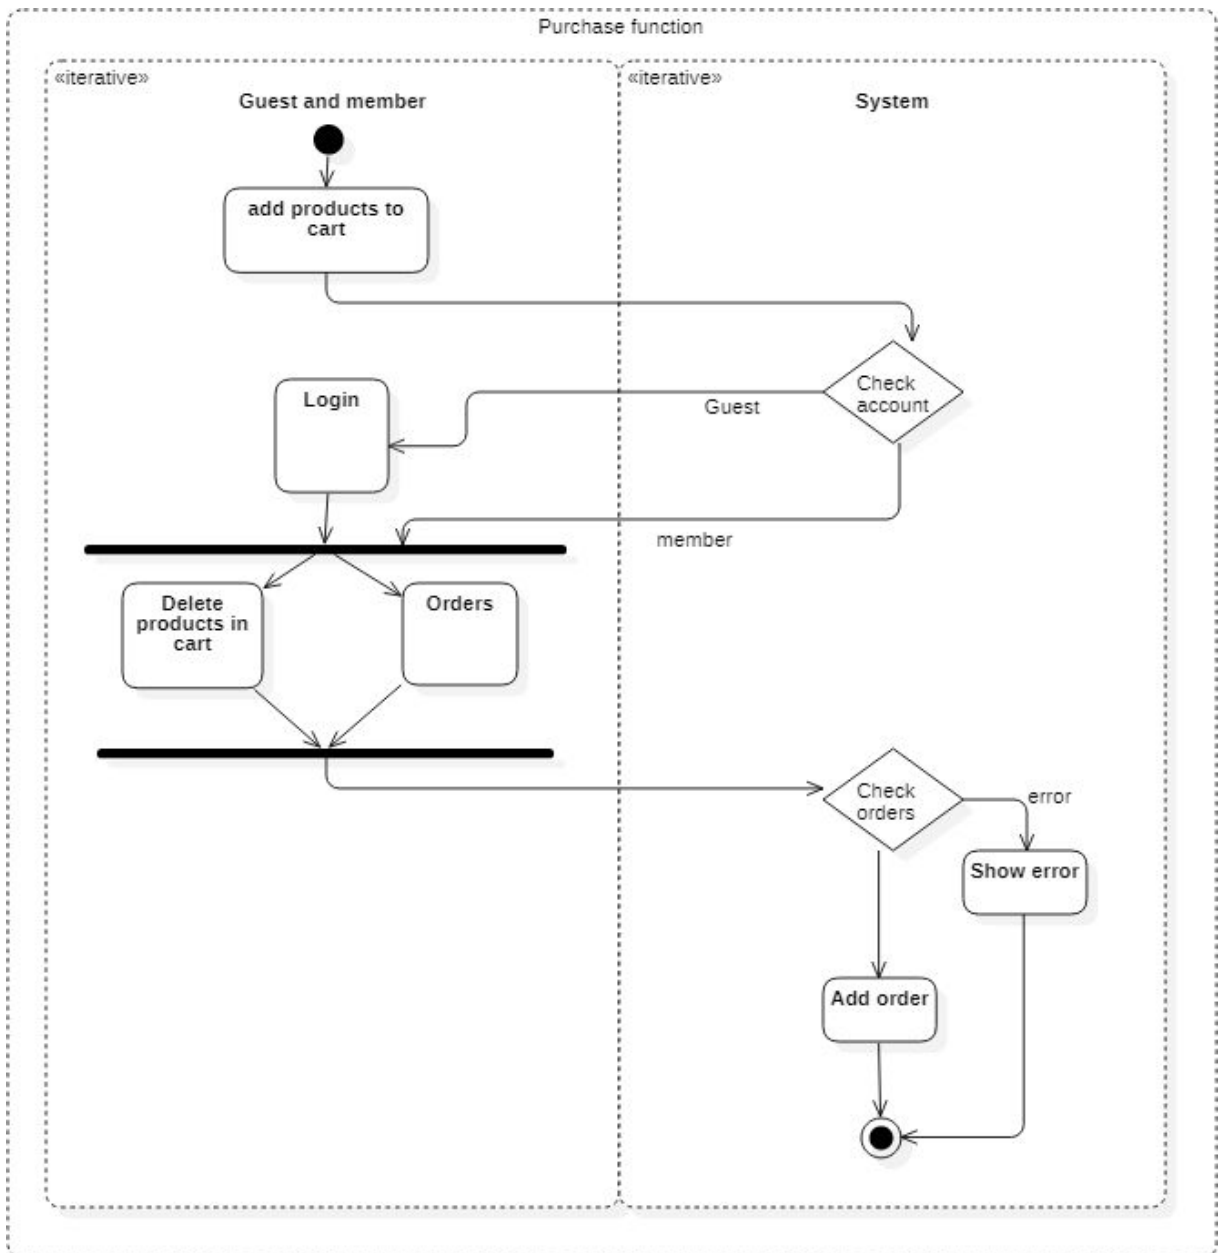 Purchase function
«iterative»
Guest and member
add products to
cart
Login
Delete
products in
cart
Orders
«iterative»
System
Check
account
Guest
member
Check
orders
error
Show error
Add order